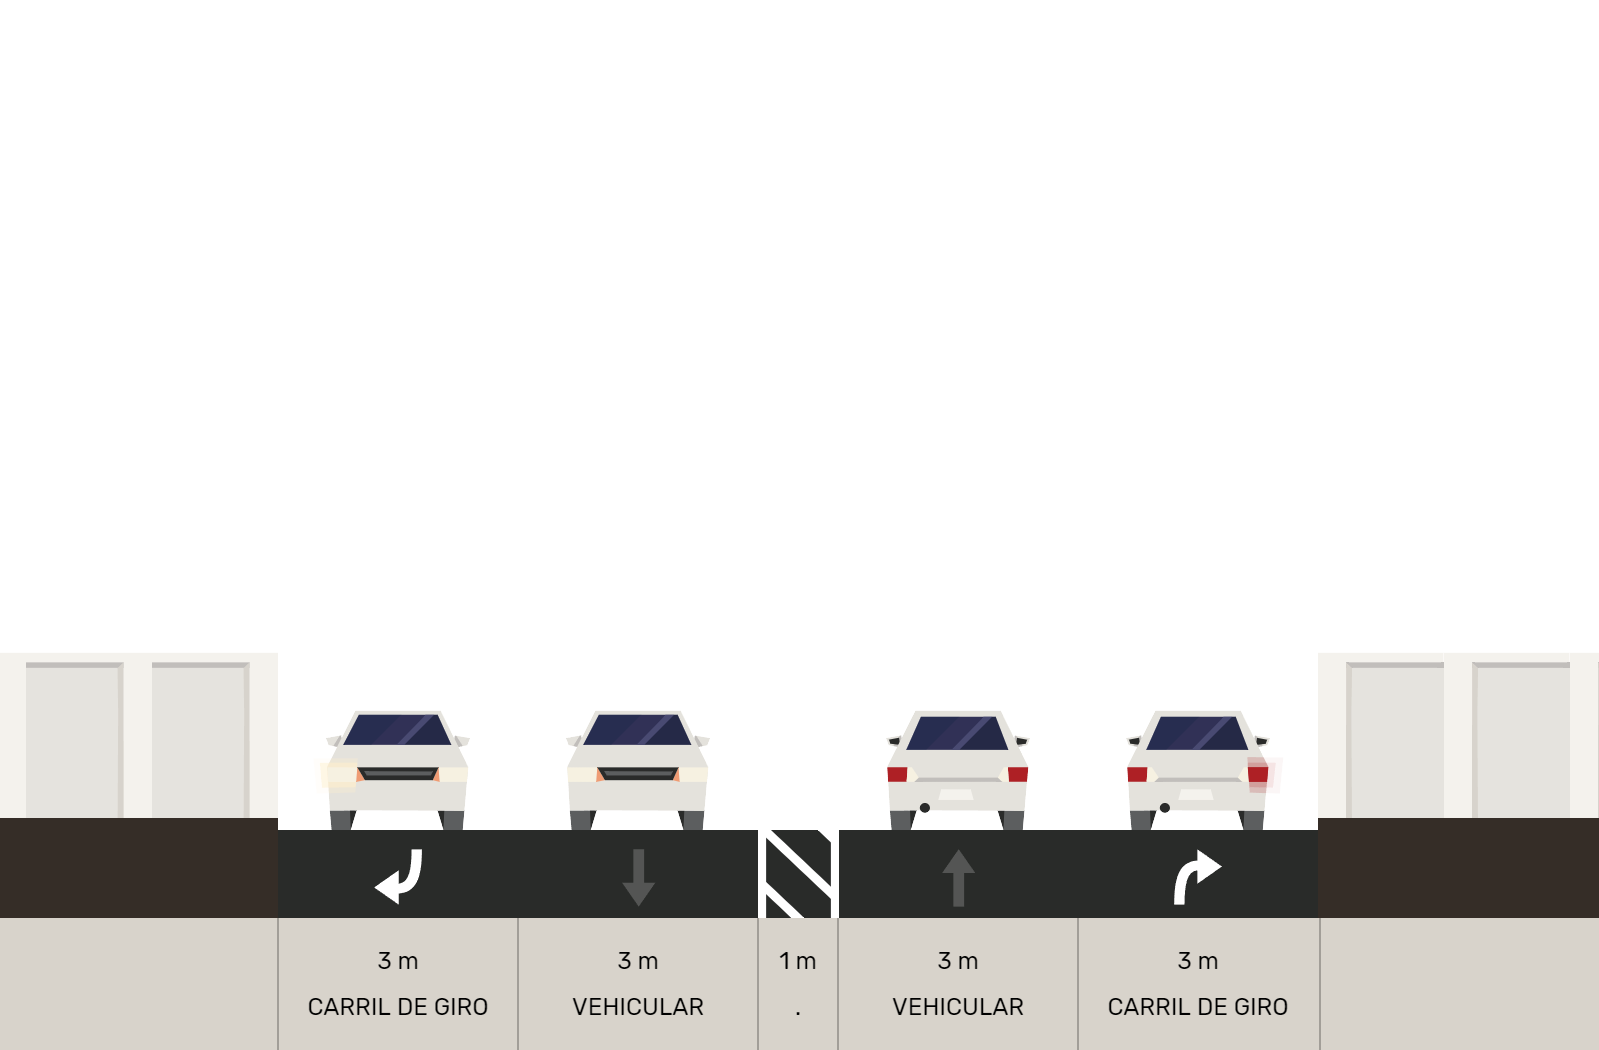 3 m
CARRIL DE GIRO
3 m
VEHICULAR
1 m
.
3 m
VEHICULAR
3 m
CARRIL DE GIRO